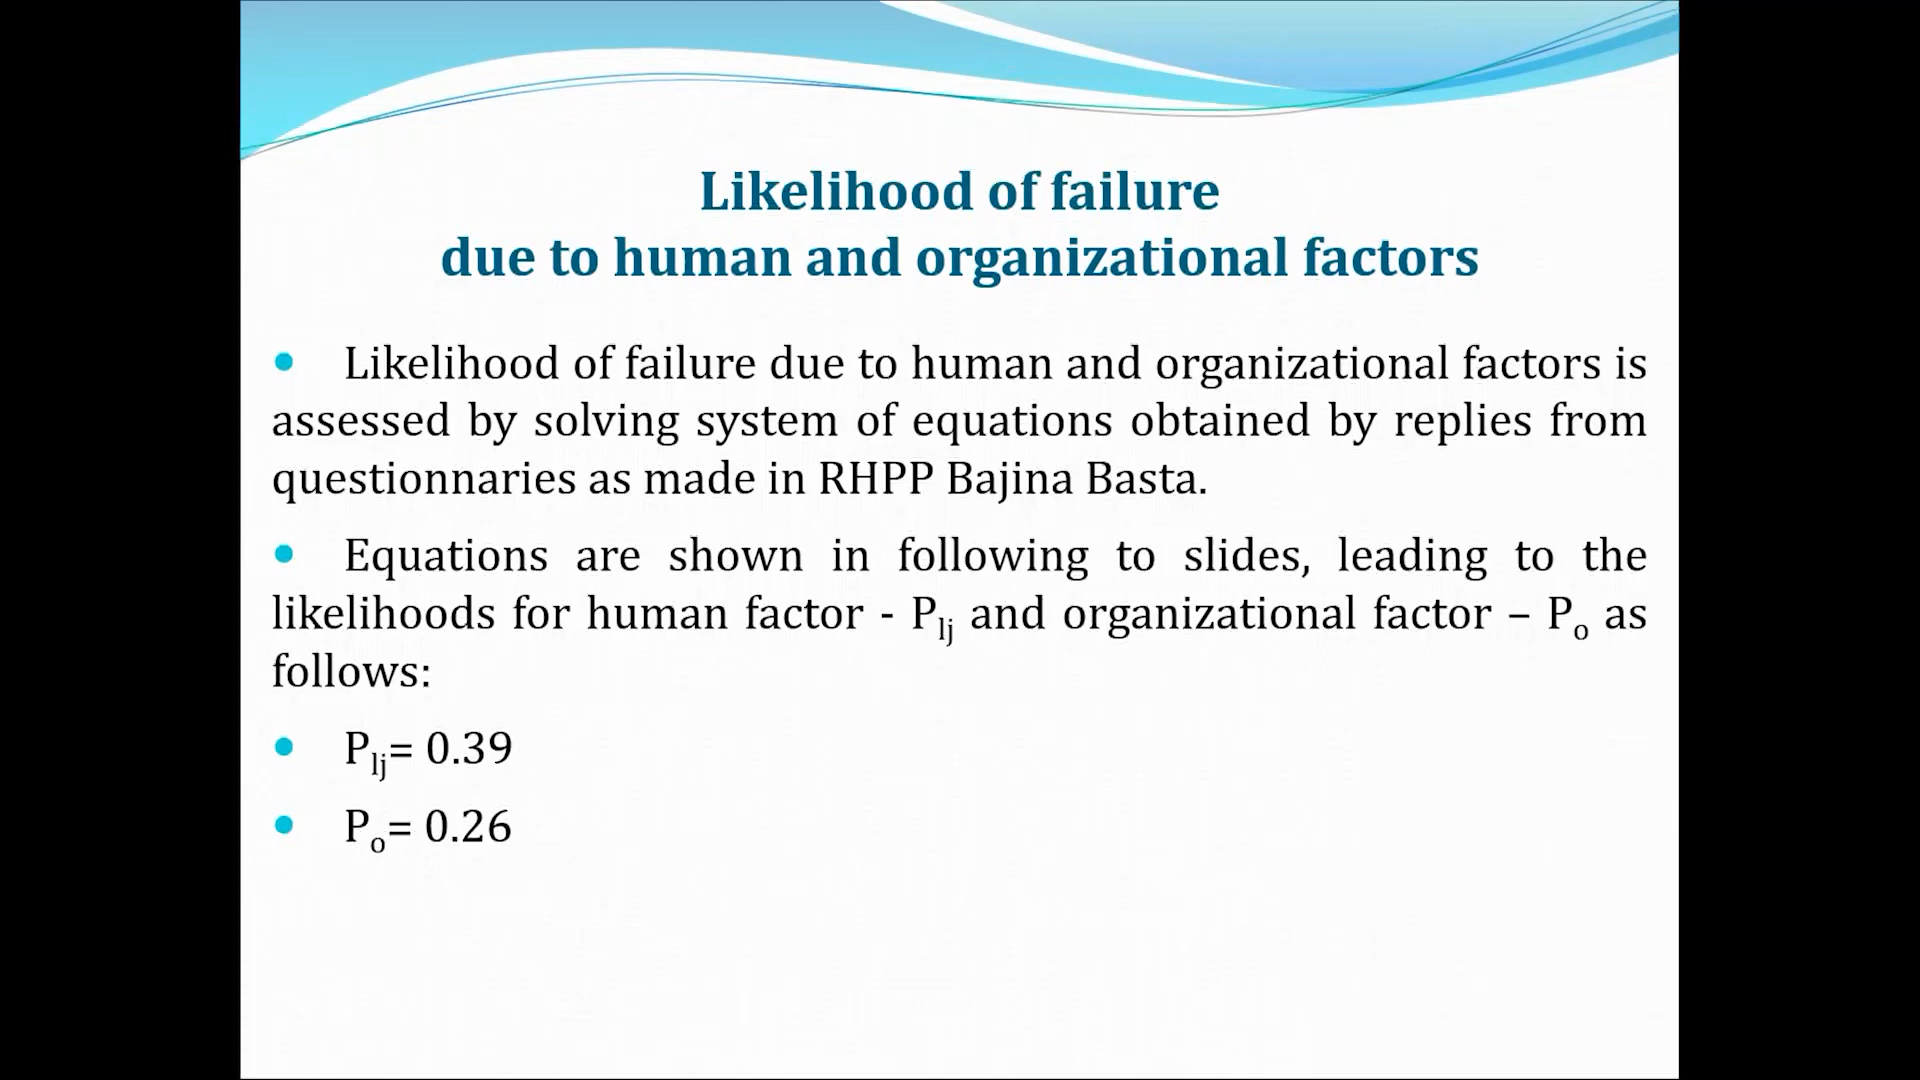 Likelihood of failure
due to human and organizational factors
• Likelihood of failure due to human and organizational factors is
assessed by solving system of equations obtained by replies from
questionnaries as made in RHPP Bajina Basta.
• Equations are shown in following to slides, leading to the
likelihoods for human factor - Plj and organizational factor – Po as
follows:
• Plj= 0.39
• Po= 0.26